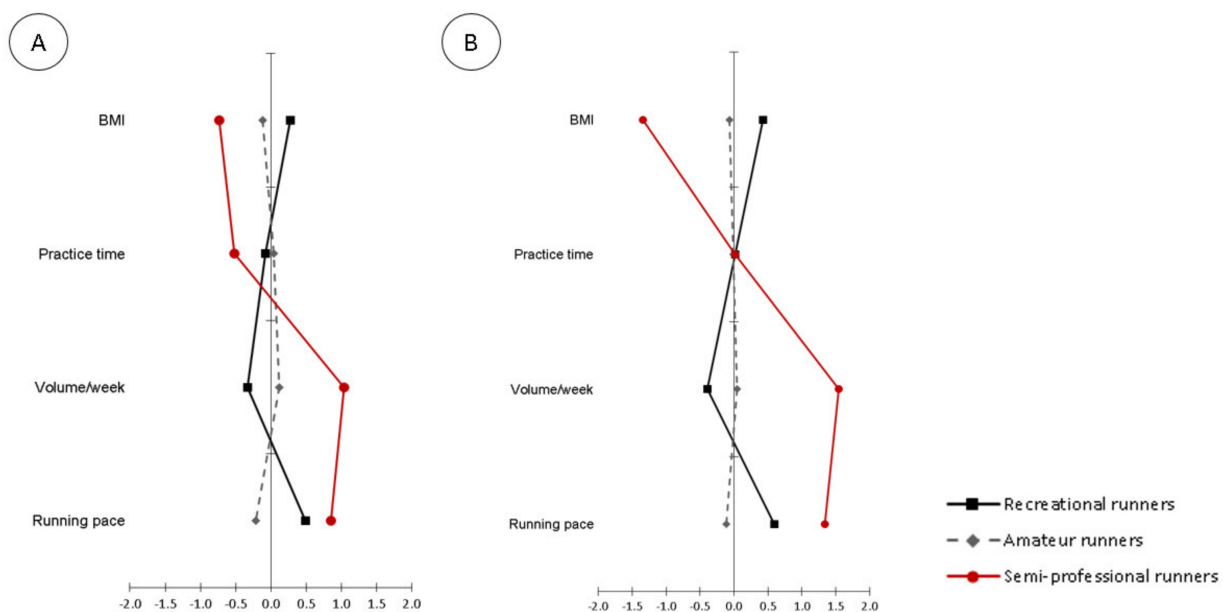 A
BMI
Practice time
Volume/week
Running pace
-2.0 -1.5 -1.0 -0.5 0.0 0.5 1.0 1.5 2.0
B
BMI
Practice time
Volume/week
Running pace
-2.0 -1.5 -1.0 -0.5 0.0 0.5 1.0 1.5 2.0
Recreational runners
Amateur runners
Semi-professional runners